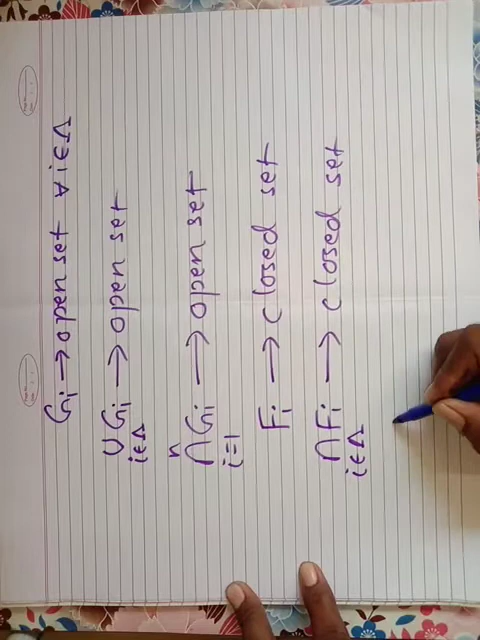 Gi → open set ∀ i ∈ Δ
∪ Gi → open set
i ∈ Δ
n
∩ Gi → open set
i = 1
Fi → closed set
∩ Fi → closed set
i ∈ Δ